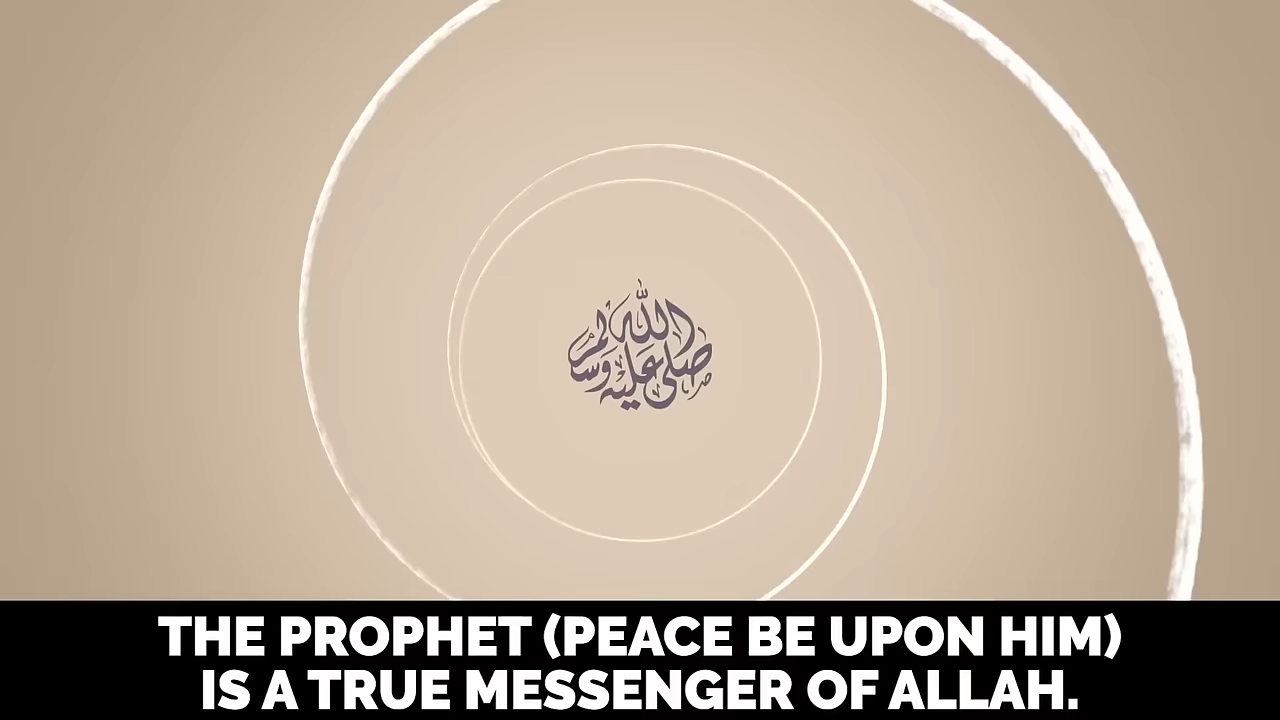 صلى الله عليه وسلم
THE PROPHET (PEACE BE UPON HIM)
IS A TRUE MESSENGER OF ALLAH.